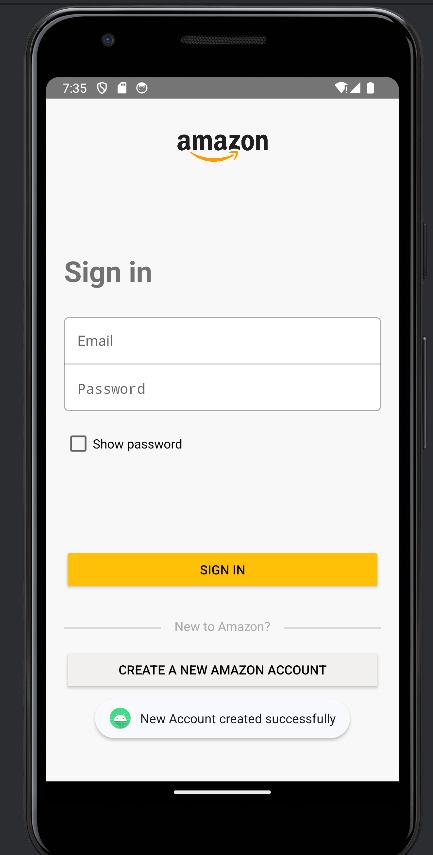 7:35
amazon
Sign in
Email
Password
Show password
SIGN IN
New to Amazon?
CREATE A NEW AMAZON ACCOUNT
New Account created successfully